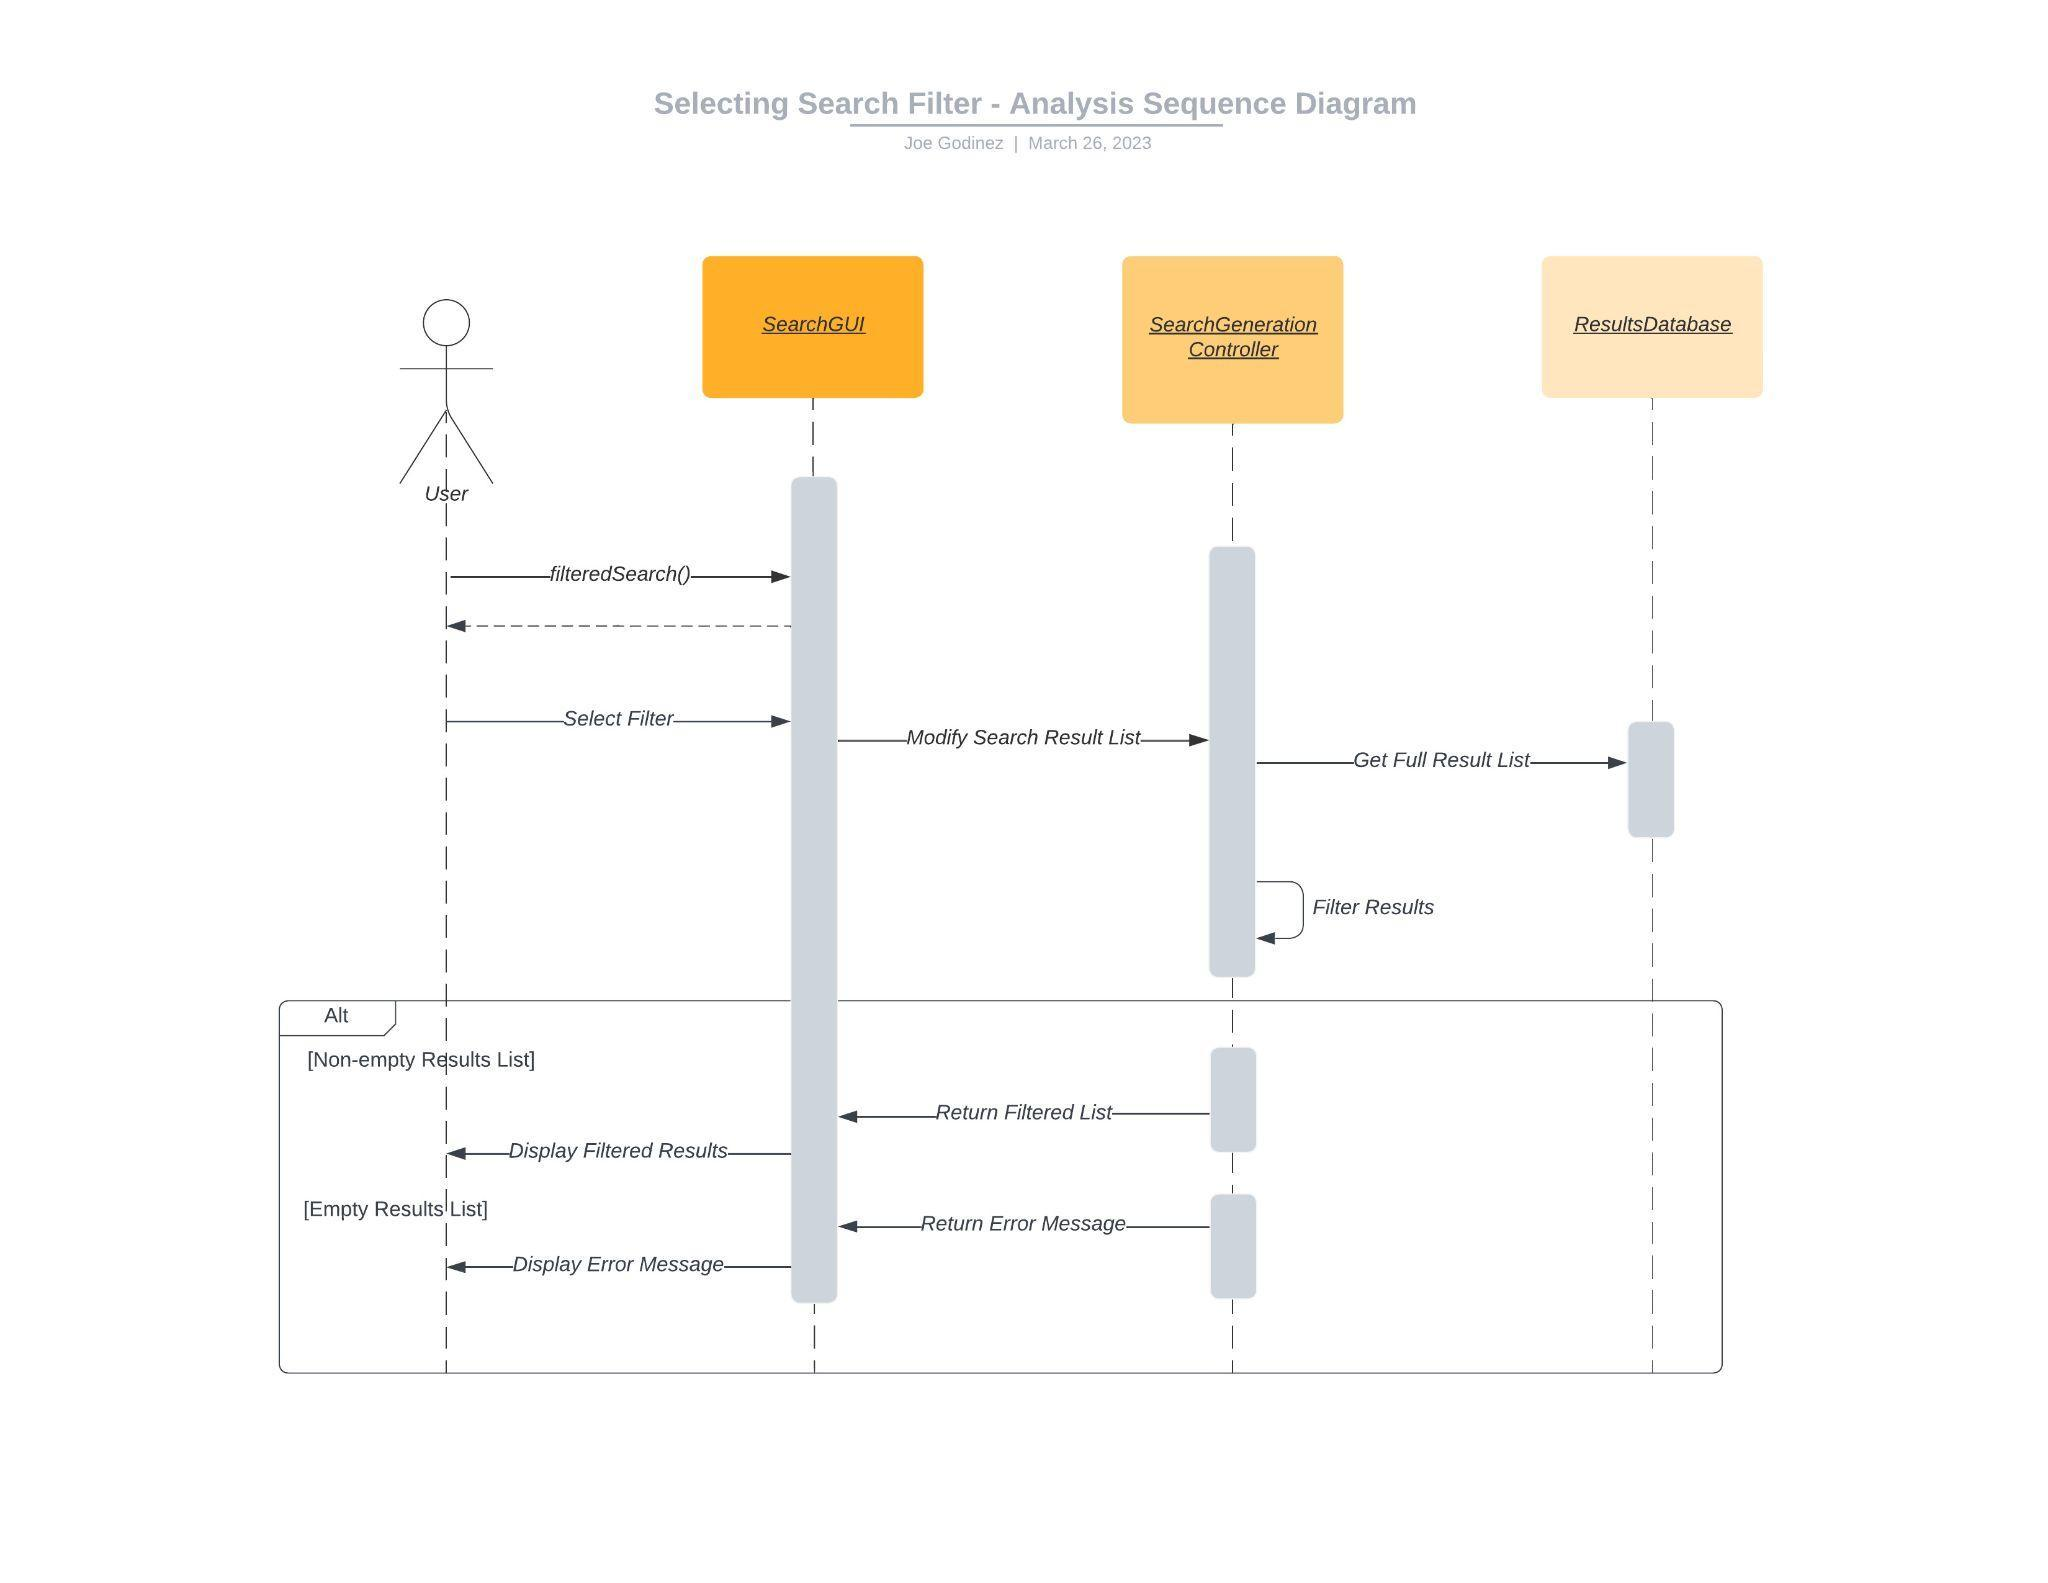 Selecting Search Filter - Analysis Sequence Diagram
Joe Godinez | March 26, 2023
SearchGUI
SearchGeneration
Controller
ResultsDatabase
User
filteredSearch()
Select Filter
Modify Search Result List
Get Full Result List
Filter Results
Alt
[Non-empty Results List]
Return Filtered List
Display Filtered Results
[Empty Results List]
Return Error Message
Display Error Message